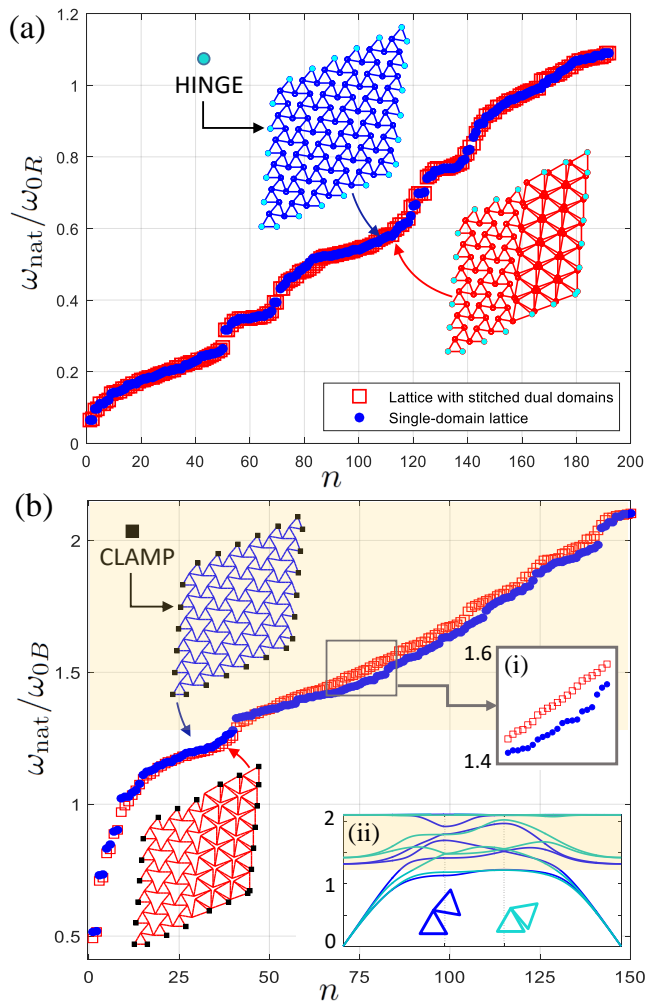 (a)
1.2
1
0.8
0.6
0.4
0.2
0
ω_nat/ω_0R
HINGE
Lattice with stitched dual domains
Single-domain lattice
0 20 40 60 80 100 120 140 160 180 200
n
(b)
2
1.5
1
0.5
ω_nat/ω_0B
CLAMP
(i)
1.6
1.4
(ii)
2
1
0
0 25 50 75 100 125 150
n